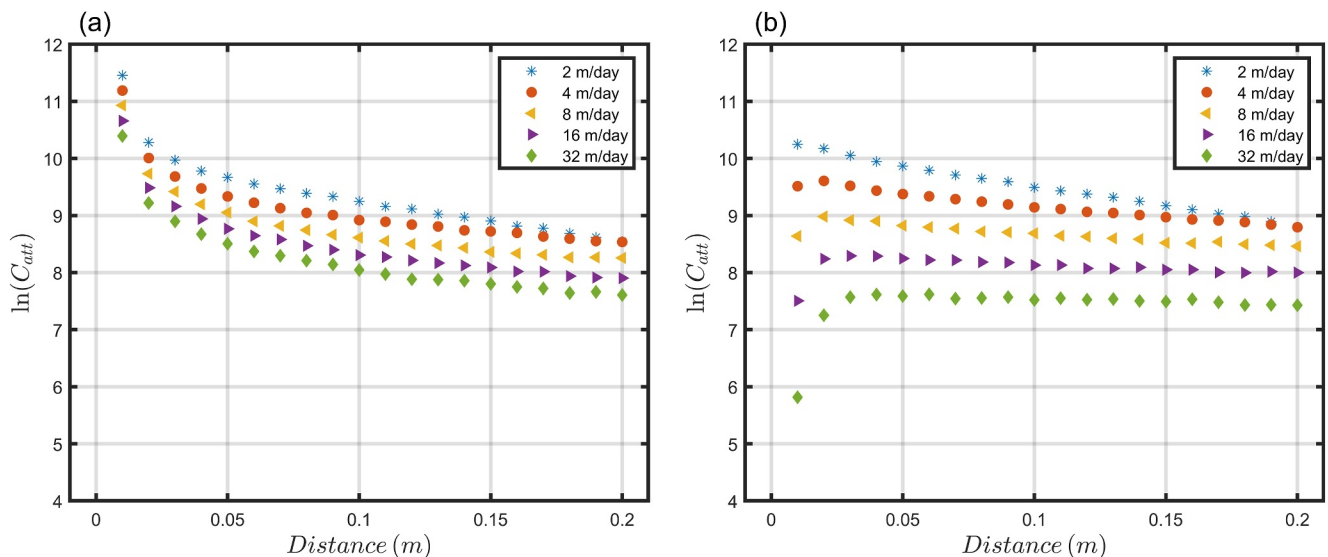 (a)
12
11
10
9
8
7
6
5
4
ln(C_att)
2 m/day
4 m/day
8 m/day
16 m/day
32 m/day
0 0.05 0.1 0.15 0.2
Distance (m)
(b)
12
11
10
9
8
7
6
5
4
ln(C_att)
2 m/day
4 m/day
8 m/day
16 m/day
32 m/day
0 0.05 0.1 0.15 0.2
Distance (m)